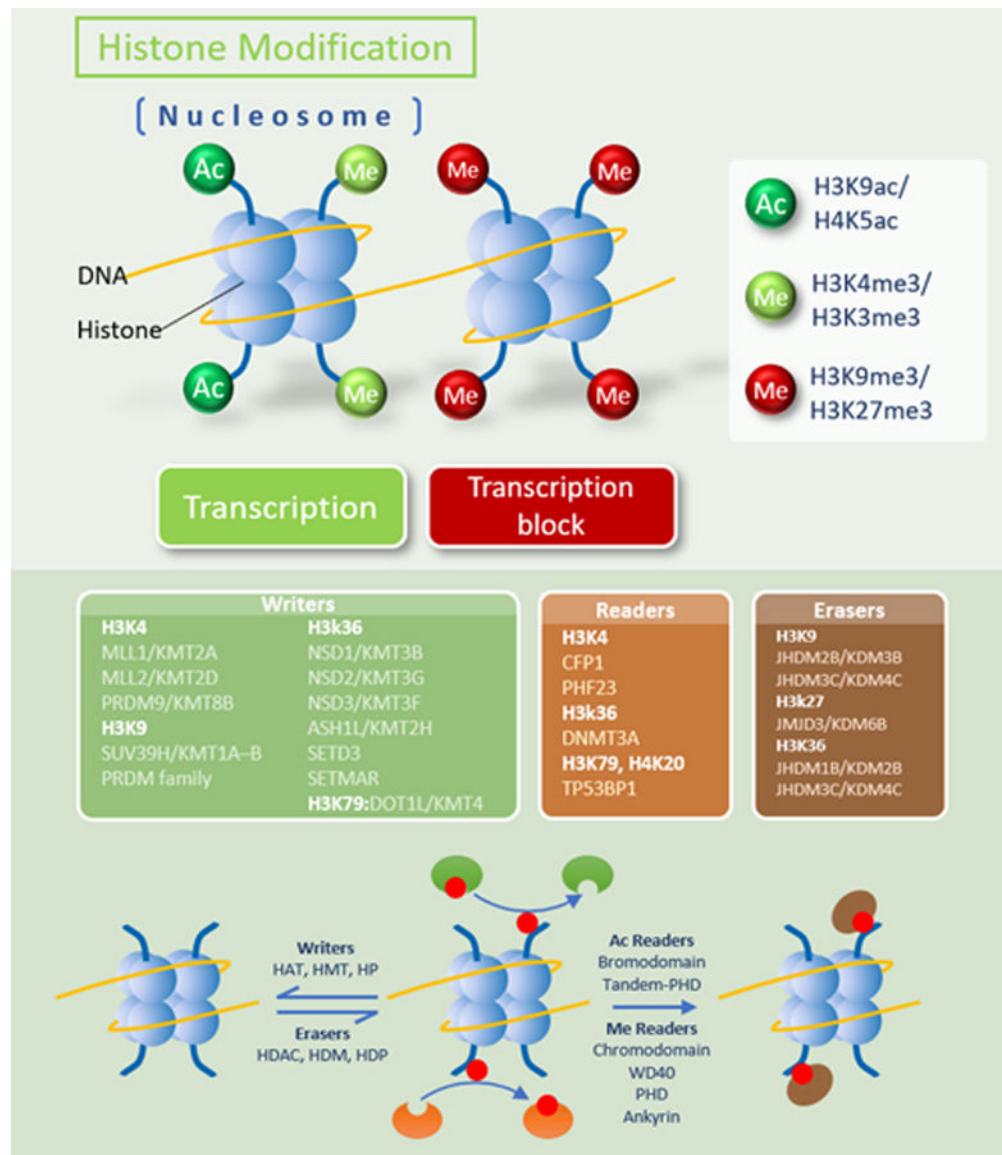 Histone Modification
[ Nucleosome ]
Ac
Me
Me
Me
DNA
Histone
Ac
Me
Me
Me
Ac
H3K9ac/
H4K5ac
Me
H3K4me3/
H3K3me3
Me
H3K9me3/
H3K27me3
Transcription
Transcription
block
Writers
H3K4
MLL1/KMT2A
MLL2/KMT2D
PRDM9/KMT8B
H3K9
SUV39H/KMT1A–B
PRDM family
H3k36
NSD1/KMT3B
NSD2/KMT3G
NSD3/KMT3F
ASH1L/KMT2H
SETD3
SETMAR
H3K79:DOT1L/KMT4
Readers
H3K4
CFP1
PHF23
H3k36
DNMT3A
H3K79, H4K20
TP53BP1
Erasers
H3K9
JHDM2B/KDM3B
JHDM3C/KDM4C
H3k27
JMJD3/KDM6B
H3K36
JHDM1B/KDM2B
JHDM3C/KDM4C
Writers
HAT, HMT, HP
Erasers
HDAC, HDM, HDP
Ac Readers
Bromodomain
Tandem-PHD
Me Readers
Chromodomain
WD40
PHD
Ankyrin